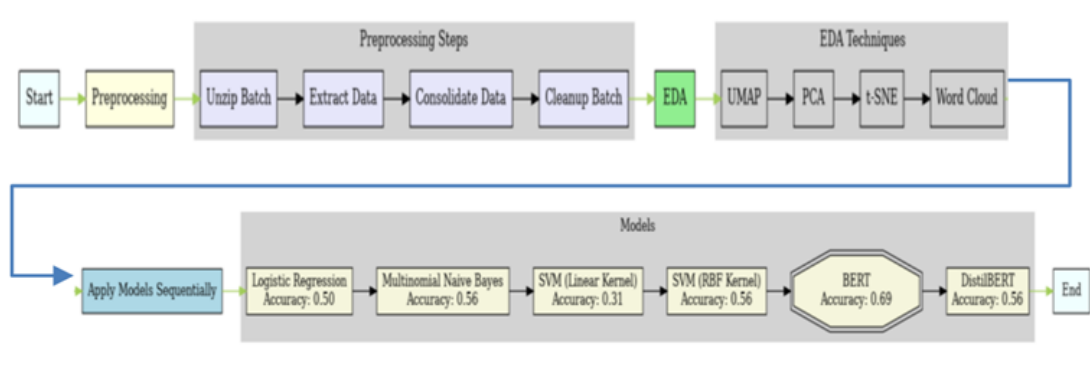 Preprocessing Steps
EDA Techniques
Start
Preprocessing
Unzip Batch
Extract Data
Consolidate Data
Cleanup Batch
EDA
UMAP
PCA
t-SNE
Word Cloud
Models
Apply Models Sequentially
Logistic Regression
Accuracy: 0.50
Multinomial Naive Bayes
Accuracy: 0.56
SVM (Linear Kernel)
Accuracy: 0.31
SVM (RBF Kernel)
Accuracy: 0.56
BERT
Accuracy: 0.69
DistilBERT
Accuracy: 0.56
End